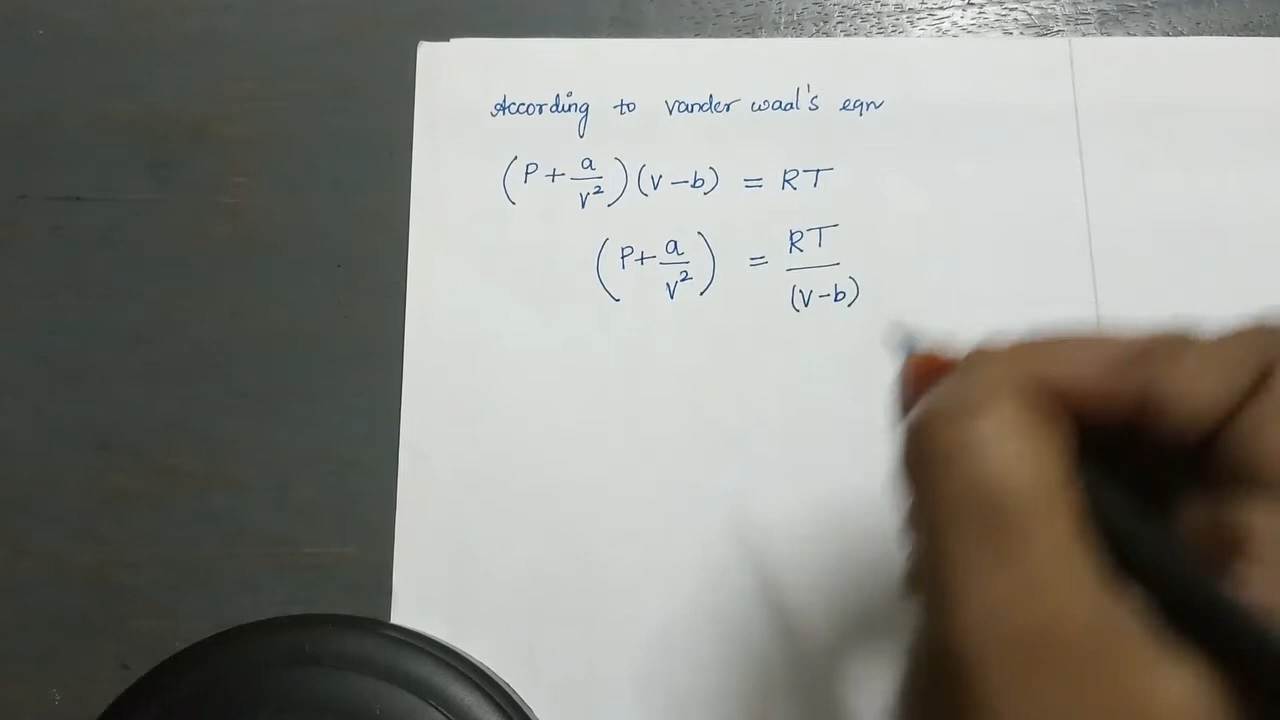 According to vander waal's eqn
(P + a/v²) (v - b) = RT
(P + a/v²) = RT/(v - b)